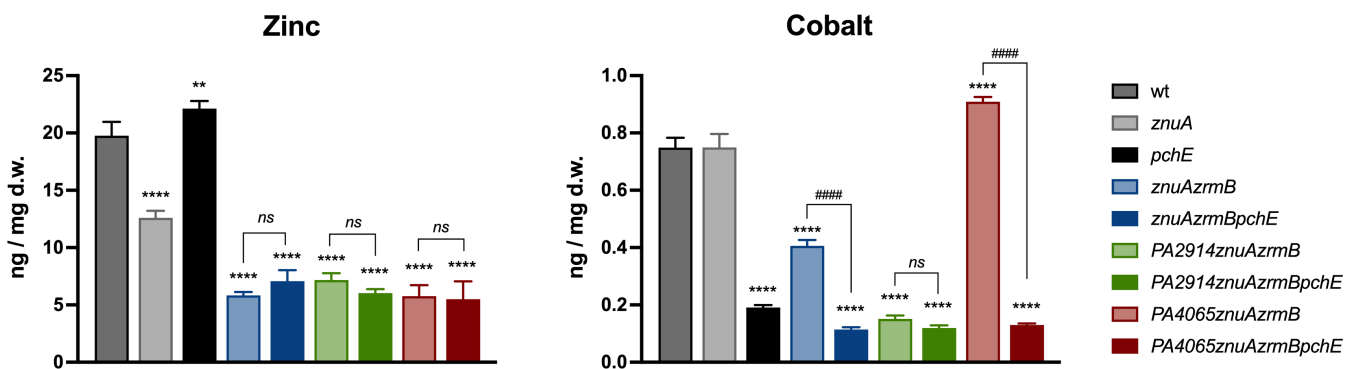 Zinc
ng / mg d.w.
25
20
15
10
5
0
****
**
****
ns
****
****
ns
****
****
ns
****
Cobalt
ng / mg d.w.
1.0
0.8
0.6
0.4
0.2
0.0
****
****
####
****
****
ns
****
****
####
****
wt
znuA
pchE
znuAzrmB
znuAzrmBpchE
PA2914znuAzrmB
PA2914znuAzrmBpchE
PA4065znuAzrmB
PA4065znuAzrmBpchE